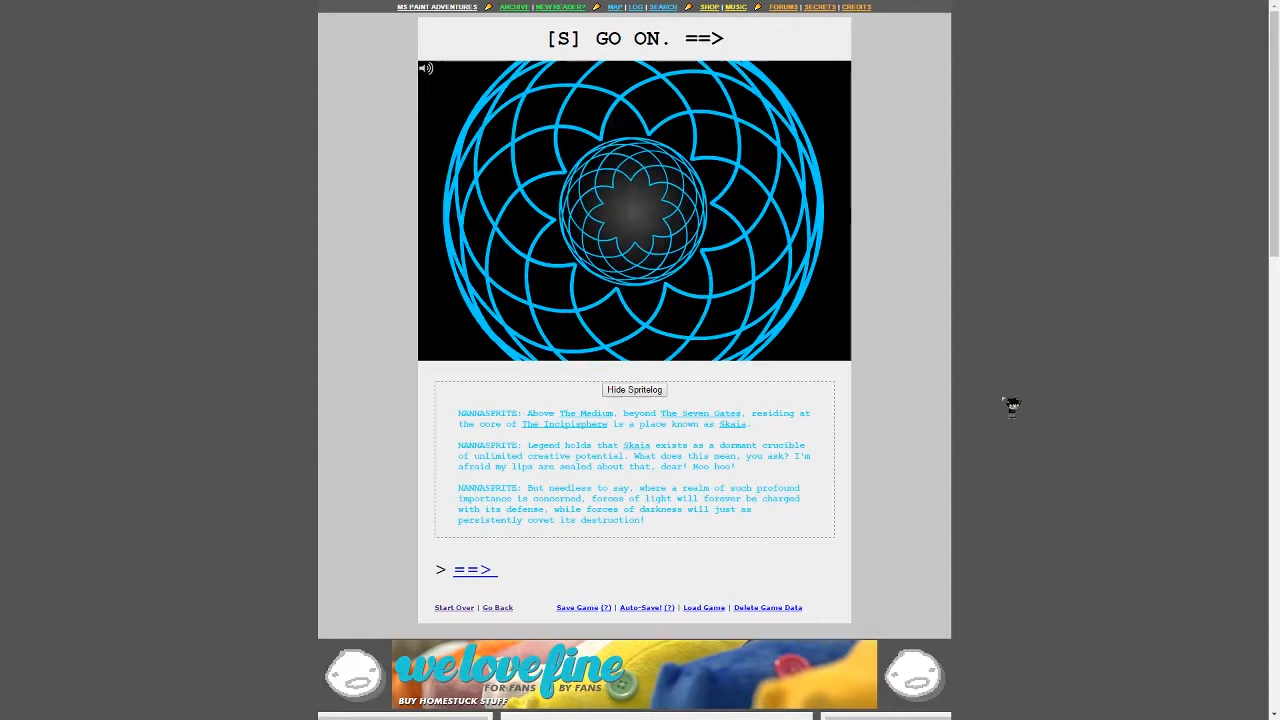 MS PAINT ADVENTURES ARCHIVE | NEW READER? MAP | LOG | SEARCH SHOP | MUSIC FORUMS | SECRETS | CREDITS
[S] GO ON. ==>
Hide Spritelog
NANNASPRITE: Above The Medium, beyond The Seven Gates, residing at
the core of The Incipisphere is a place known as Skaia.
NANNASPRITE: Legend holds that Skaia exists as a dormant crucible
of unlimited creative potential. What does this mean, you ask? I'm
afraid my lips are sealed about that, dear! Hoo hoo!
NANNASPRITE: But needless to say, where a realm of such profound
importance is concerned, forces of light will forever be charged
with its defense, while forces of darkness will just as
persistently covet its destruction!
> ==>
Start Over | Go Back Save Game (?) | Auto-Save! (?) | Load Game | Delete Game Data
welovefine
FOR FANS BY FANS
BUY HOMESTUCK STUFF